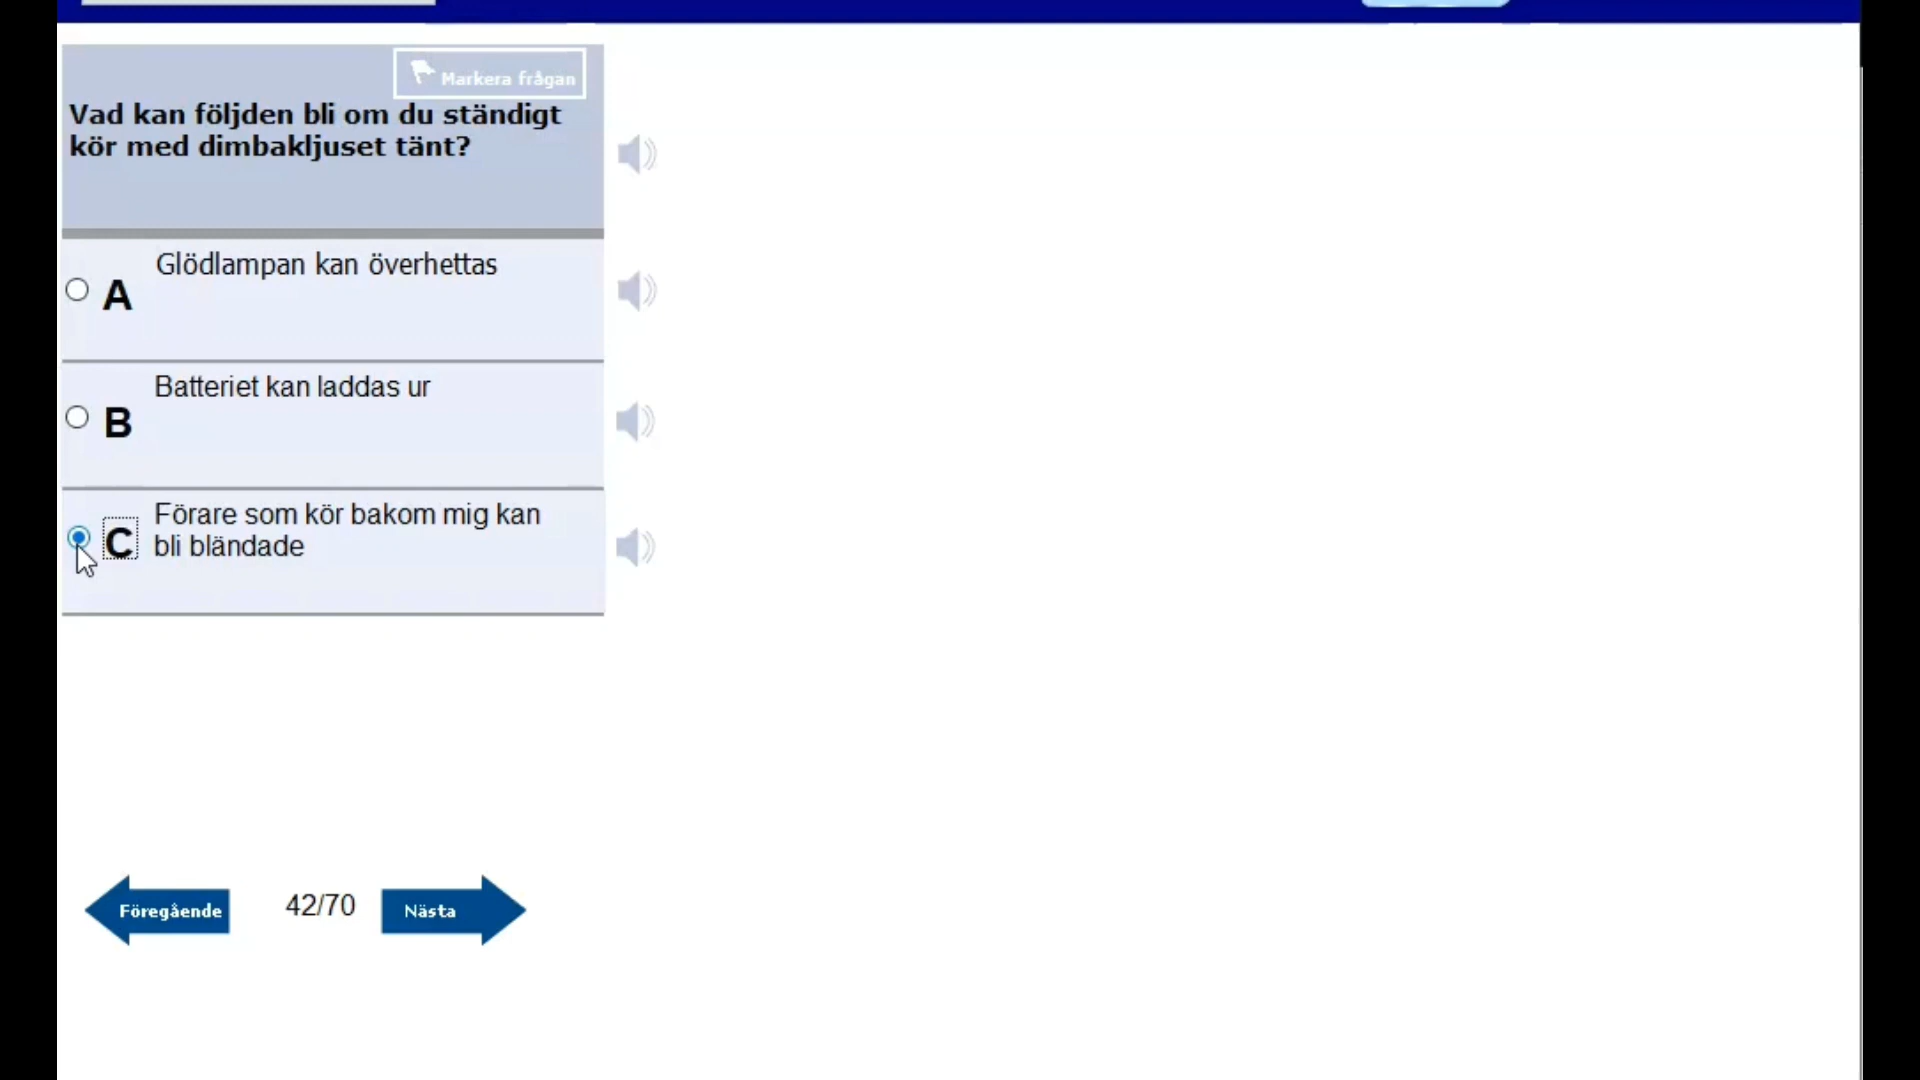 Markera frågan
Vad kan följden bli om du ständigt
kör med dimbakljuset tänt?
A
Glödlampan kan överhettas
B
Batteriet kan laddas ur
C
Förare som kör bakom mig kan
bli bländade
Föregående
42/70
Nästa